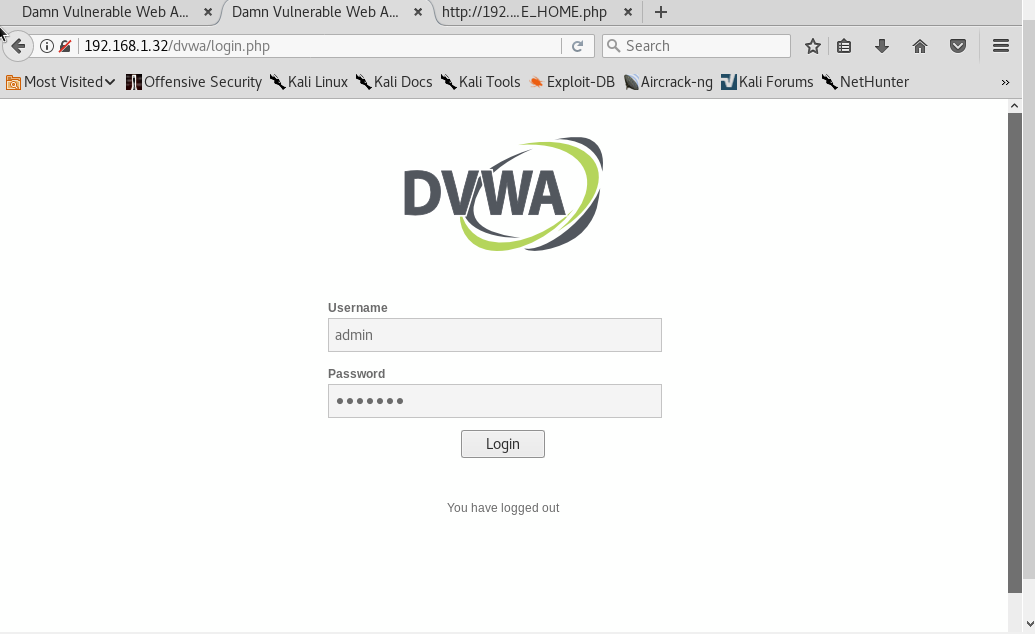 Damn Vulnerable Web A... Damn Vulnerable Web A... http://192....E_HOME.php
192.168.1.32/dvwa/login.php Search
Most Visited Offensive Security Kali Linux Kali Docs Kali Tools Exploit-DB Aircrack-ng Kali Forums NetHunter »
DVWA
Username
admin
Password
Login
You have logged out